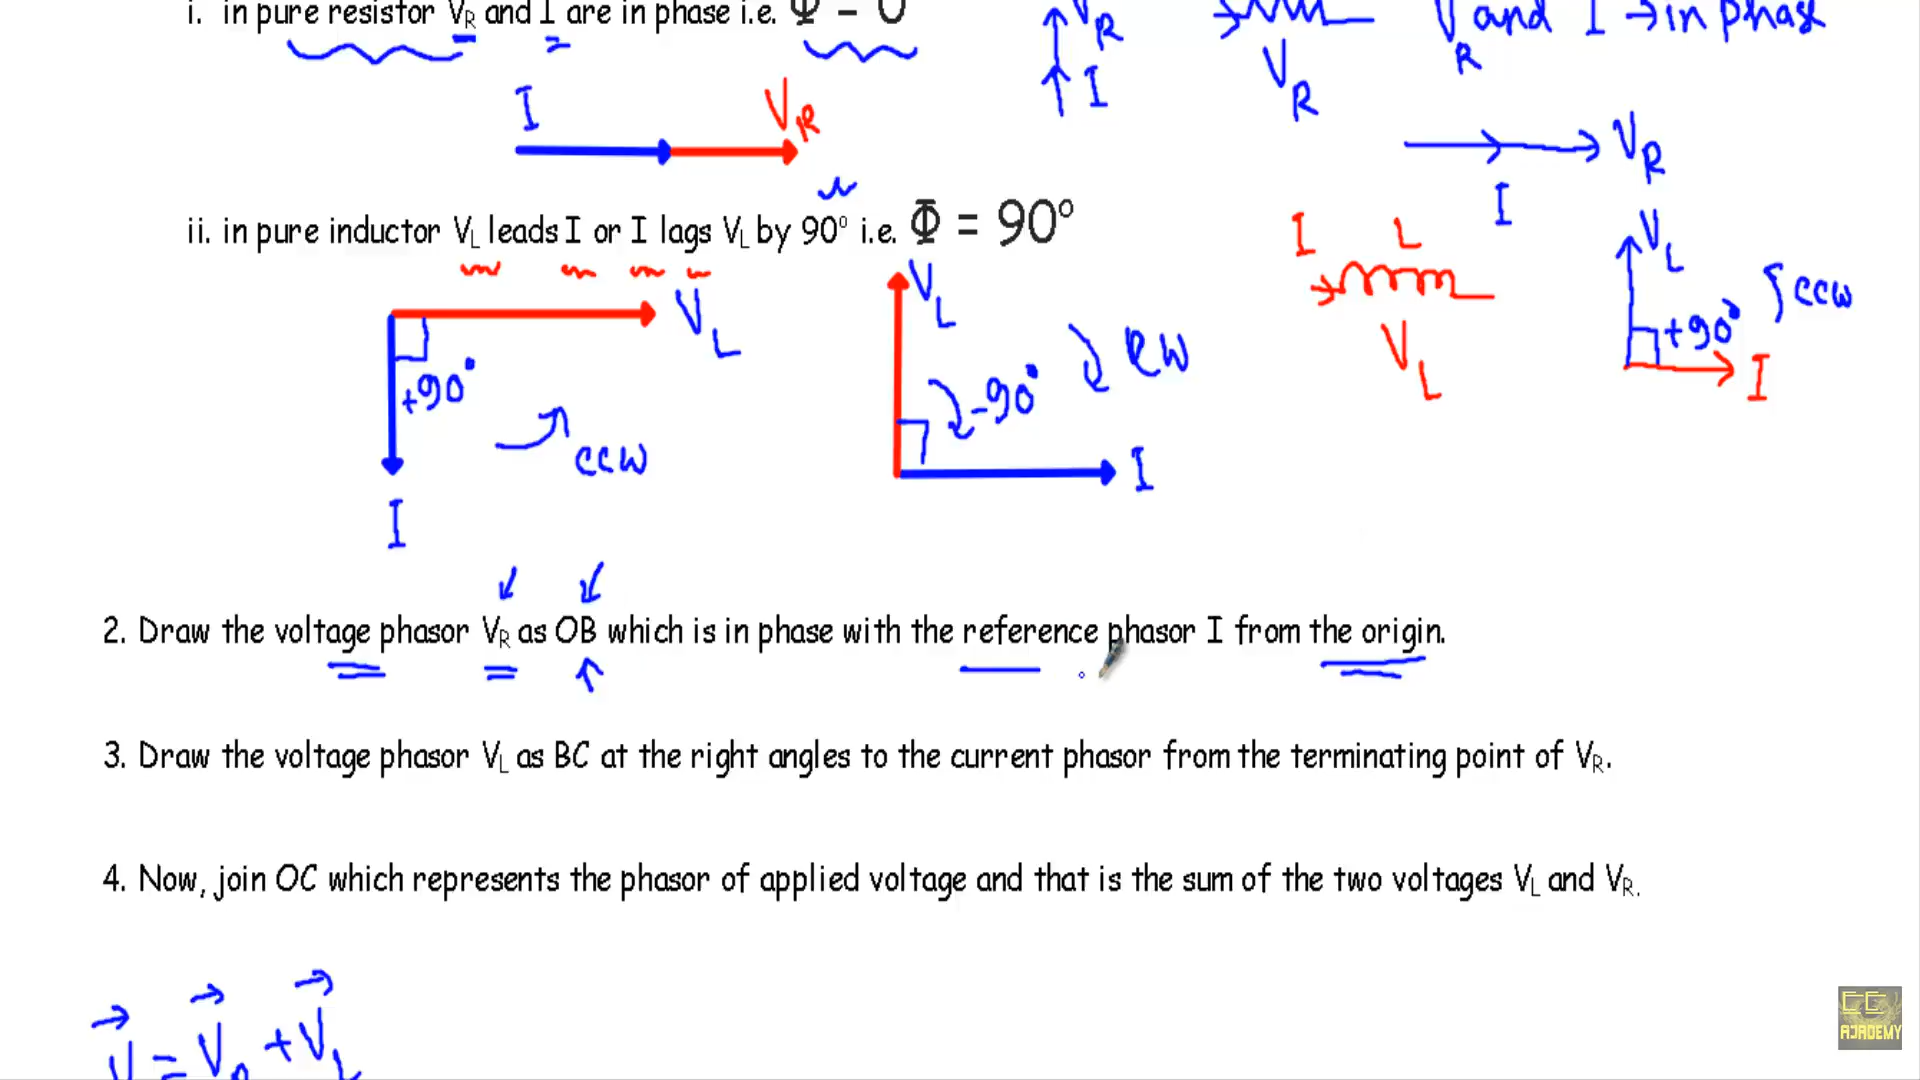 i. in pure resistor VR and I are in phase i.e. Φ = 0
VR
I
VR
VR and I → in phase
I
VR
VR
I
ii. in pure inductor VL leads I or I lags VL by 90° i.e. Φ = 90°
VL
+90°
CCW
I
VL
-90°
CW
I
I
L
VL
VL
+90°
CCW
I
2. Draw the voltage phasor VR as OB which is in phase with the reference phasor I from the origin.
3. Draw the voltage phasor VL as BC at the right angles to the current phasor from the terminating point of VR.
4. Now, join OC which represents the phasor of applied voltage and that is the sum of the two voltages VL and VR.
V = VR + VL
EE
ACADEMY